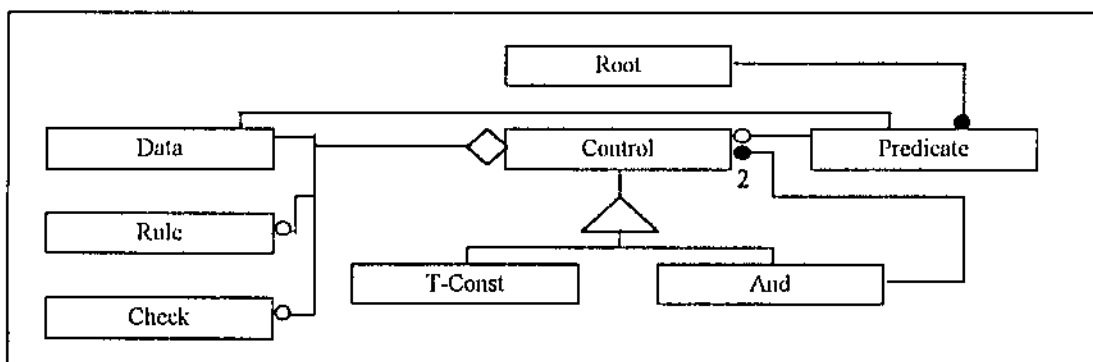 Root
Data
Control
Predicate
2
Rule
T-Const
And
Check